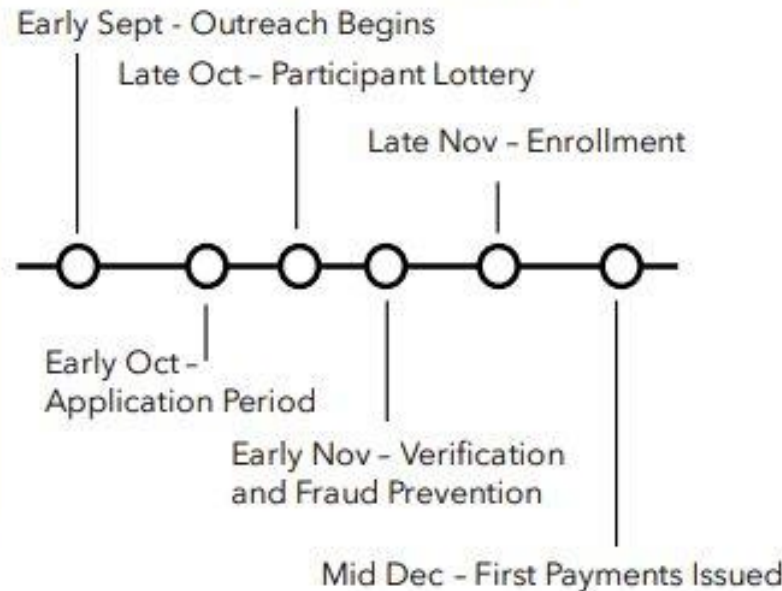 Early Sept - Outreach Begins
Late Oct – Participant Lottery
Late Nov – Enrollment
Early Oct –
Application Period
Early Nov – Verification
and Fraud Prevention
Mid Dec – First Payments Issued